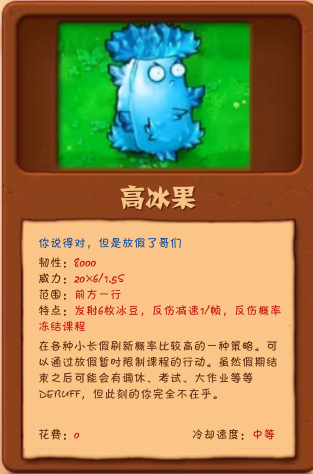 高冰果
你说得对，但是放假了哥们
韧性：8000
威力：20×6/1.5S
范围：前方一行
特点：发射6枚冰豆，反伤减速1/帧，反伤概率
冻结课程
在各种小长假刷新概率比较高的一种策略。可
以通过放假暂时限制课程的行动。虽然假期结
束之后可能会有调休、考试、大作业等等
DEBUFF，但此刻的你完全不在乎。
花费：0
冷却速度：中等